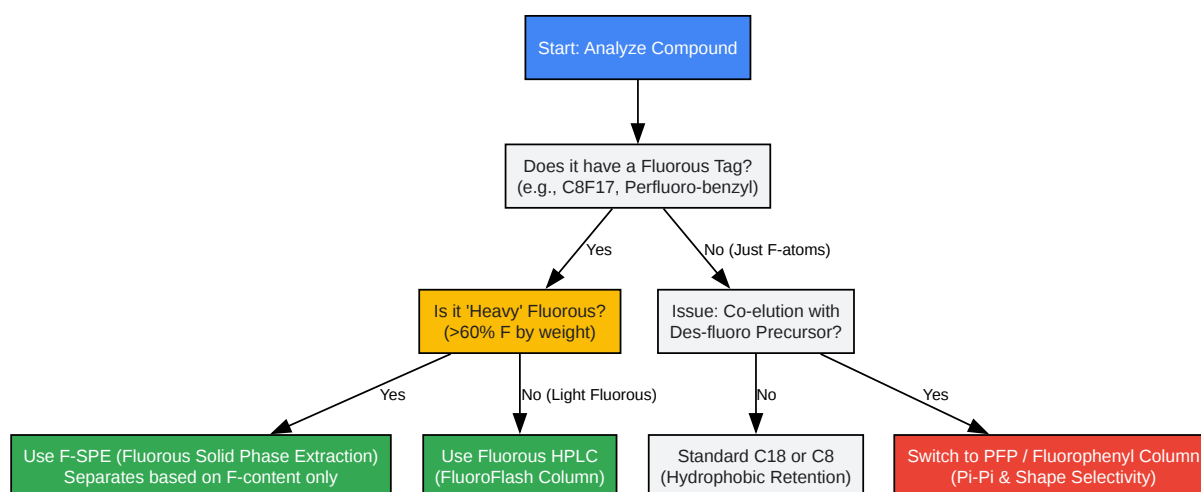 Start: Analyze Compound
Does it have a Fluorous Tag?
(e.g., C8F17, Perfluoro-benzyl)
Yes
No (Just F-atoms)
Is it 'Heavy' Fluorous?
(>60% F by weight)
Issue: Co-elution with
Des-fluoro Precursor?
Yes
No (Light Fluorous)
No
Yes
Use F-SPE (Fluorous Solid Phase Extraction)
Separates based on F-content only
Use Fluorous HPLC
(FluoroFlash Column)
Standard C18 or C8
(Hydrophobic Retention)
Switch to PFP / Fluorophenyl Column
(Pi-Pi & Shape Selectivity)